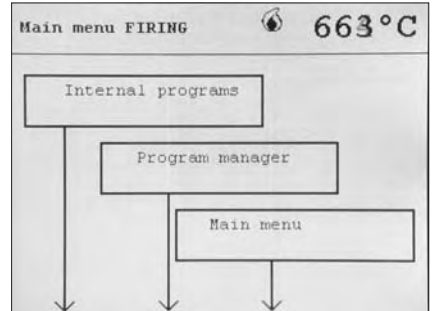 Main menu FIRING
663°C
Internal programs
Program manager
Main menu